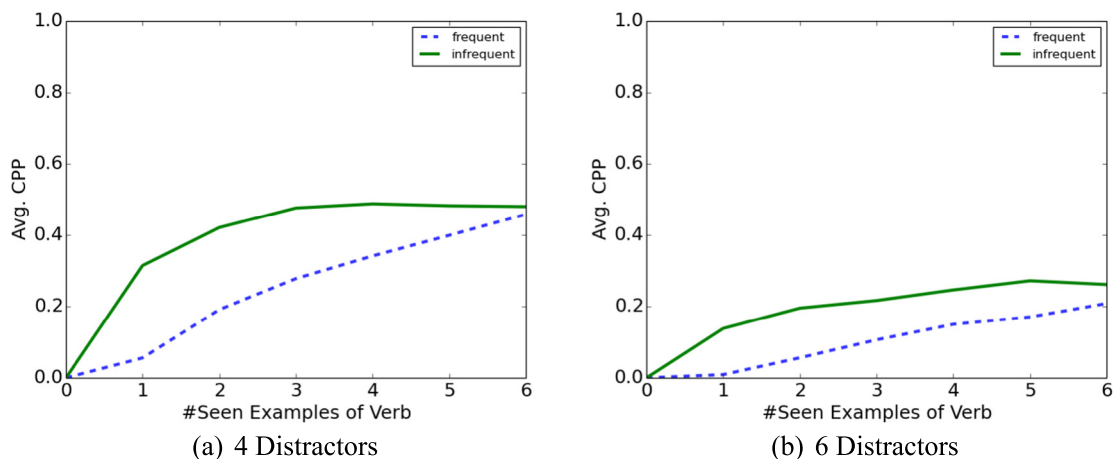 1.0
0.8
0.6
0.4
0.2
0.0
Avg. CPP
frequent
infrequent
0 1 2 3 4 5 6
#Seen Examples of Verb
(a) 4 Distractors
1.0
0.8
0.6
0.4
0.2
0.0
Avg. CPP
frequent
infrequent
0 1 2 3 4 5 6
#Seen Examples of Verb
(b) 6 Distractors